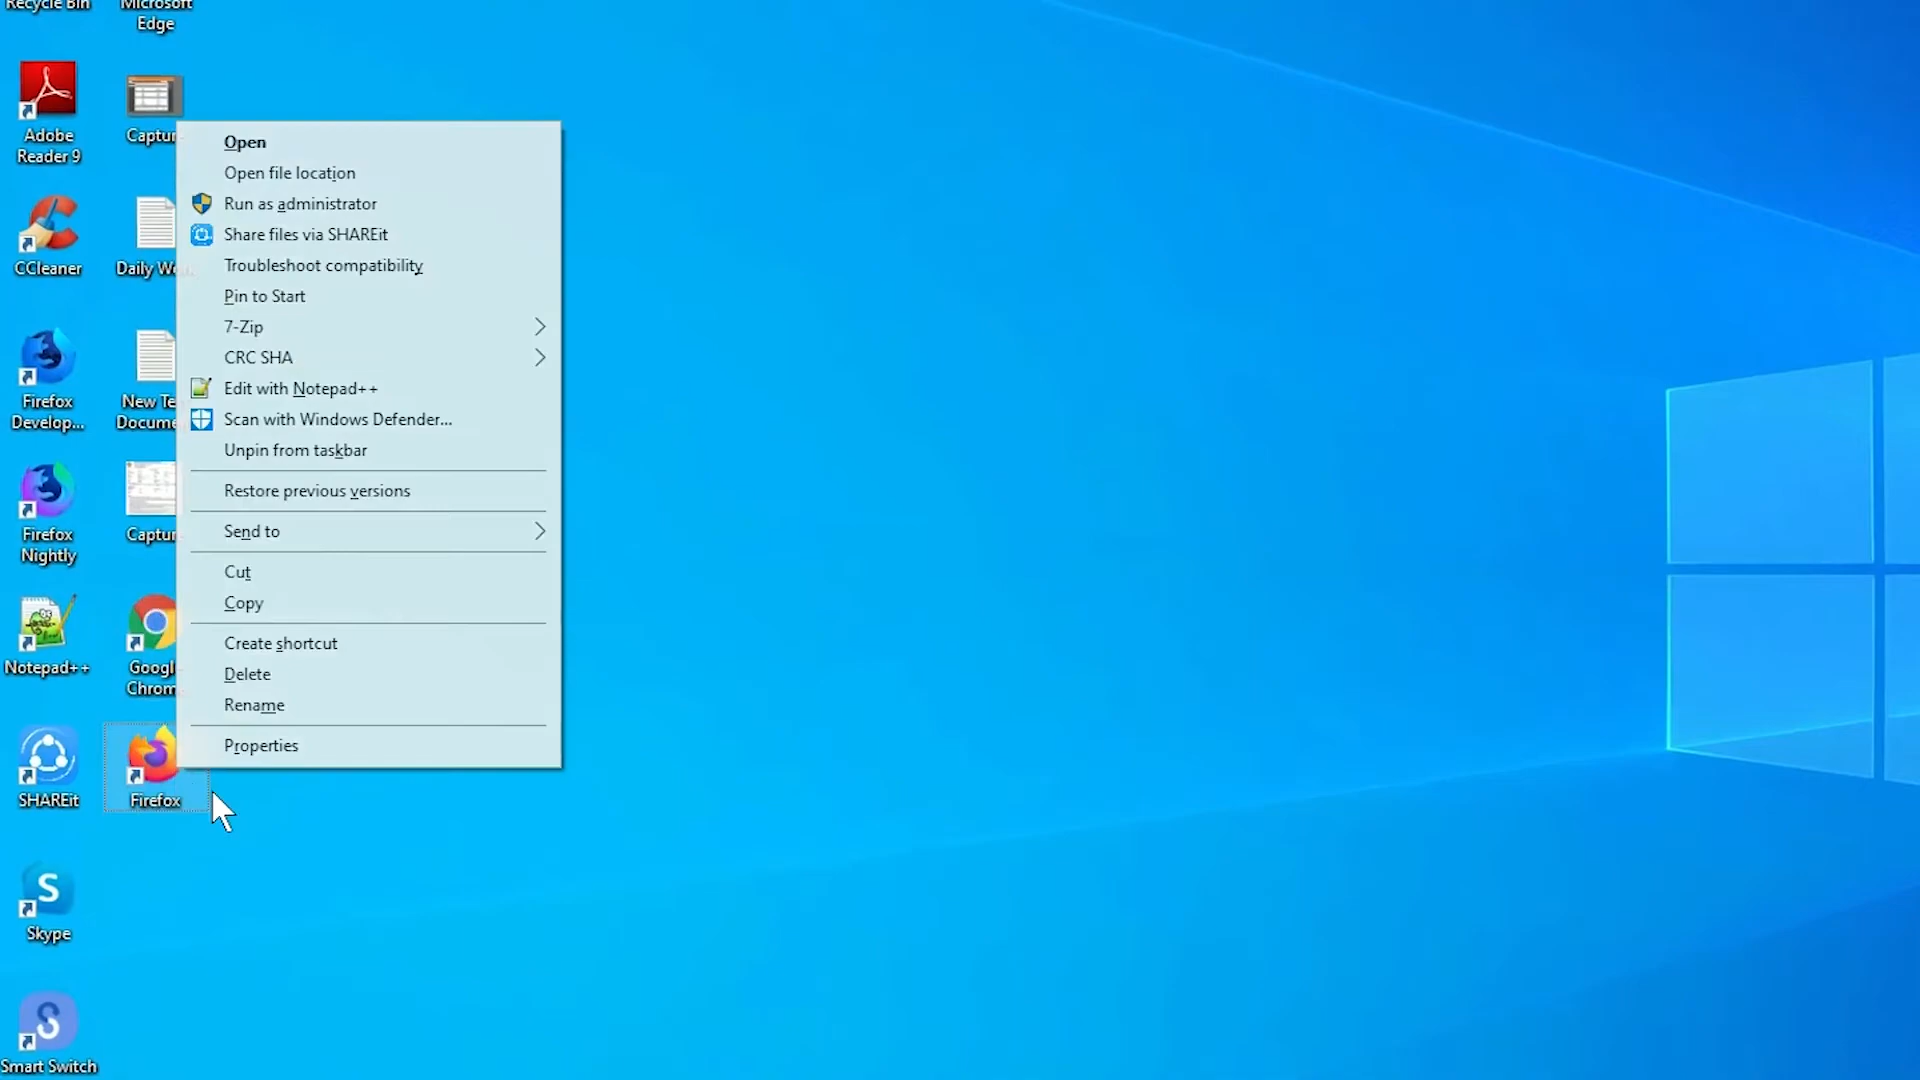 Recycle Bin
Microsoft
Edge
Adobe
Reader 9
Captur
CCleaner
Daily Wo
Firefox
Develop...
New Te
Docume
Firefox
Nightly
Captur
Notepad++
Googl
Chrom
SHAREit
Firefox
Skype
Smart Switch
Open
Open file location
Run as administrator
Share files via SHAREit
Troubleshoot compatibility
Pin to Start
7-Zip
CRC SHA
Edit with Notepad++
Scan with Windows Defender...
Unpin from taskbar
Restore previous versions
Send to
Cut
Copy
Create shortcut
Delete
Rename
Properties